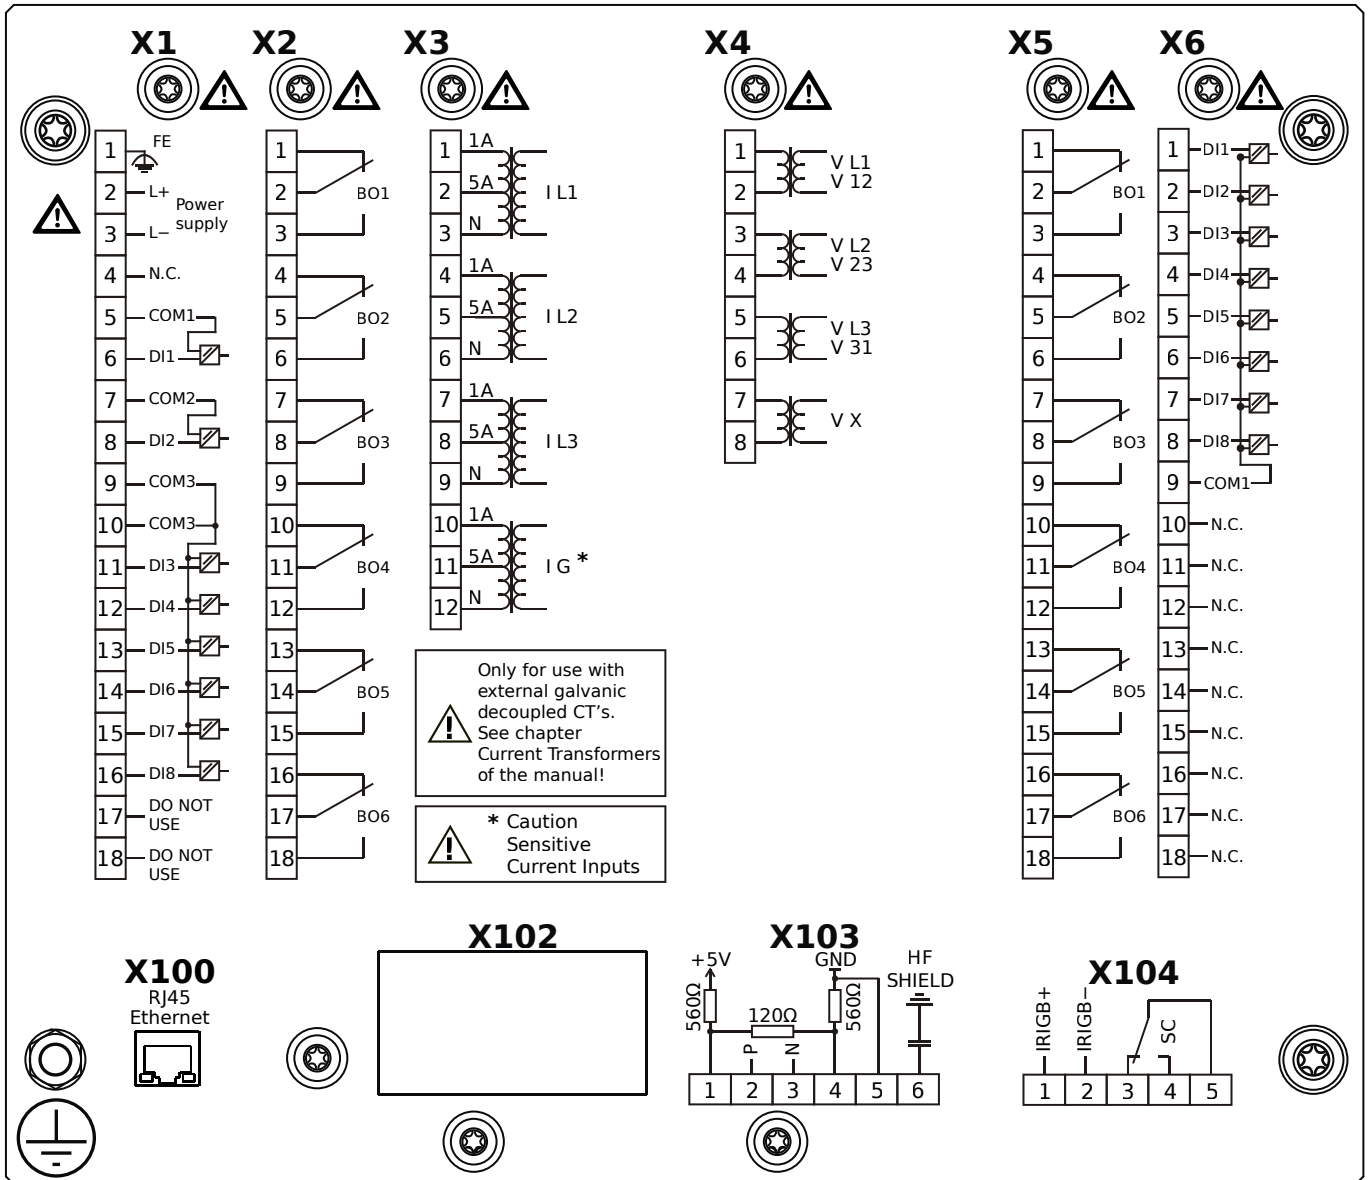 X1
X2
X3
X4
X5
X6
1 FE
2 L+
Power
supply
3 L−
4 N.C.
5 COM1
6 DI1
7 COM2
8 DI2
9 COM3
10 COM3
11 DI3
12 DI4
13 DI5
14 DI6
15 DI7
16 DI8
17 DO NOT
USE
18 DO NOT
USE
1
2 BO1
3
4
5 BO2
6
7
8 BO3
9
10
11 BO4
12
13
14 BO5
15
16
17 BO6
18
1 1A
2 5A I L1
3 N
4 1A
5 5A I L2
6 N
7 1A
8 5A I L3
9 N
10 1A
11 5A I G *
12 N
Only for use with
external galvanic
decoupled CT's.
See chapter
Current Transformers
of the manual!
* Caution
Sensitive
Current Inputs
1 V L1
2 V 12
3 V L2
4 V 23
5 V L3
6 V 31
7 V X
8
1
2 BO1
3
4
5 BO2
6
7
8 BO3
9
10
11 BO4
12
13
14 BO5
15
16
17 BO6
18
1 DI1
2 DI2
3 DI3
4 DI4
5 DI5
6 DI6
7 DI7
8 DI8
9 COM1
10 N.C.
11 N.C.
12 N.C.
13 N.C.
14 N.C.
15 N.C.
16 N.C.
17 N.C.
18 N.C.
X100
RJ45
Ethernet
X102
X103
+5V
GND
HF
SHIELD
560Ω
120Ω
560Ω
P
N
1 2 3 4 5 6
X104
IRIGB+
IRIGB−
SC
1 2 3 4 5